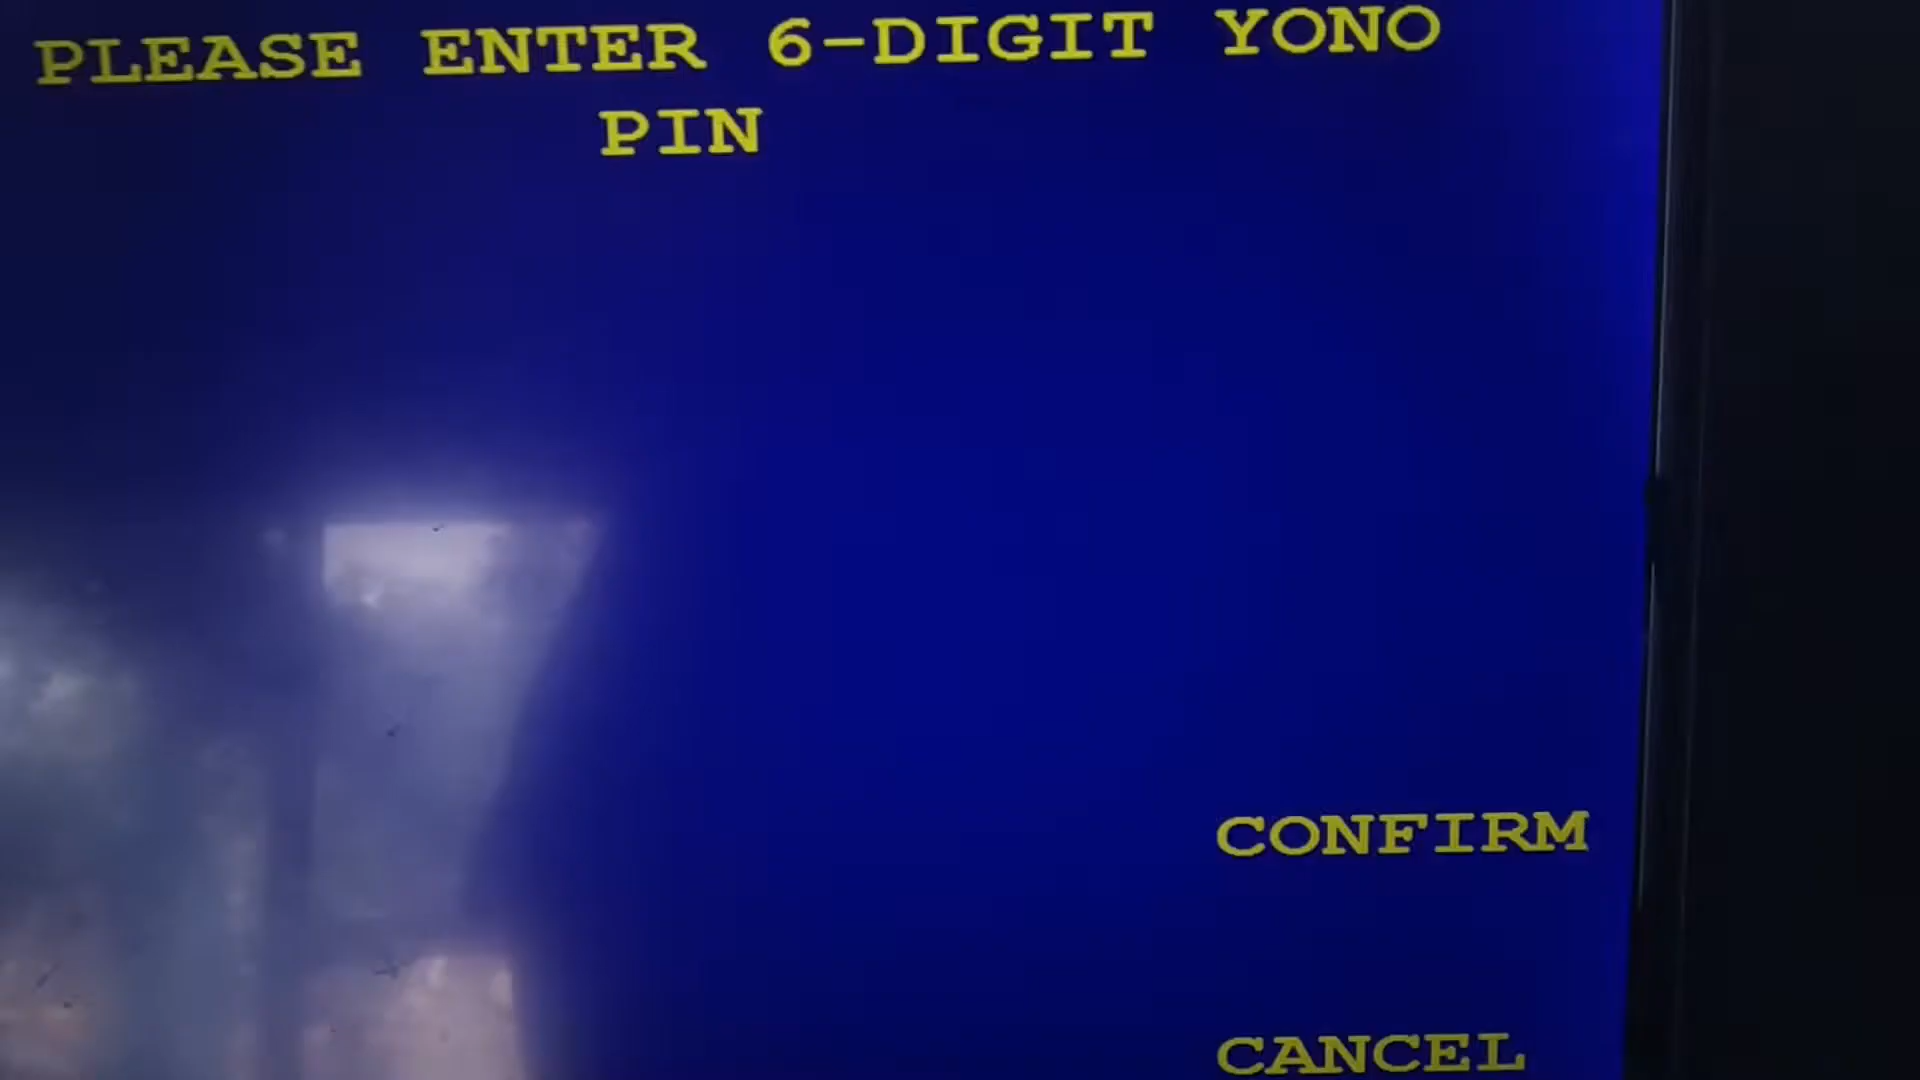 PLEASE ENTER 6-DIGIT YONO
PIN
CONFIRM
CANCEL